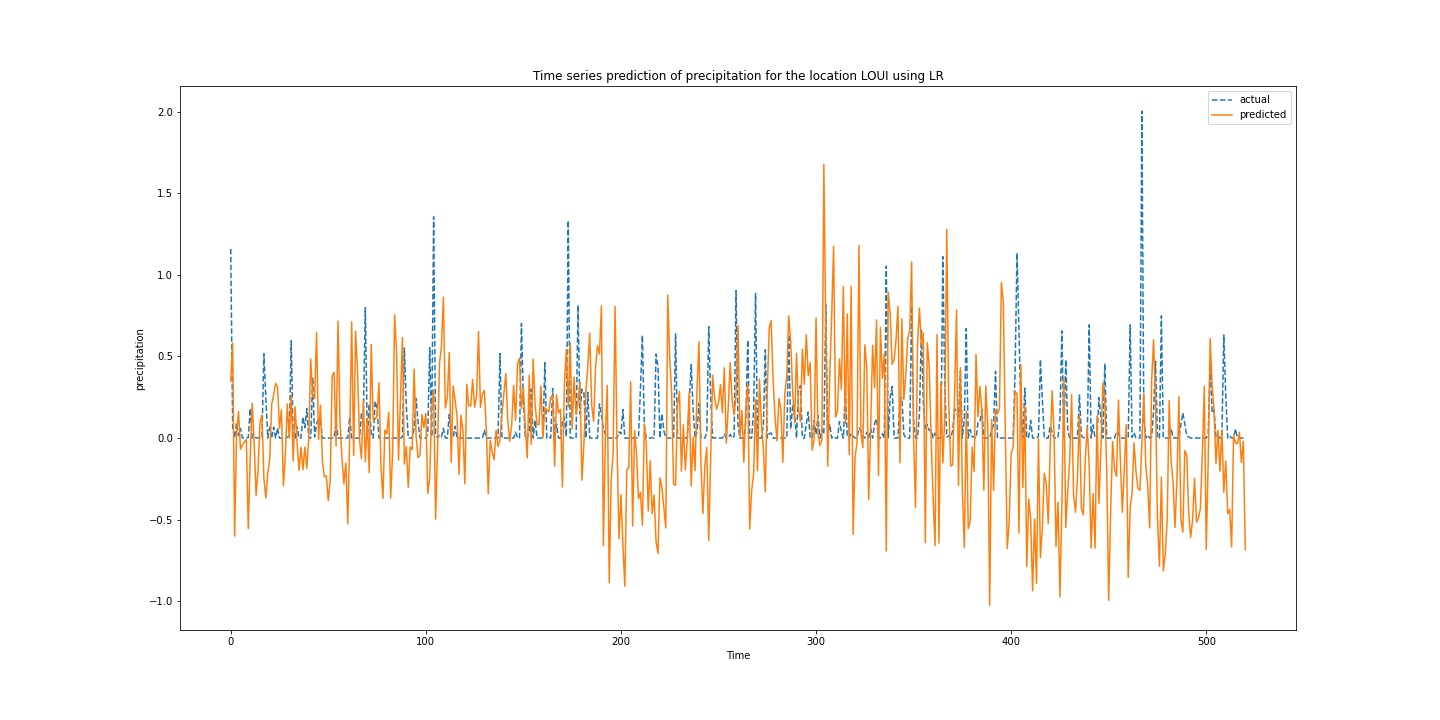 Time series prediction of precipitation for the location LOUI using LR
actual
predicted
2.0
1.5
1.0
0.5
0.0
−0.5
−1.0
precipitation
0 100 200 300 400 500
Time